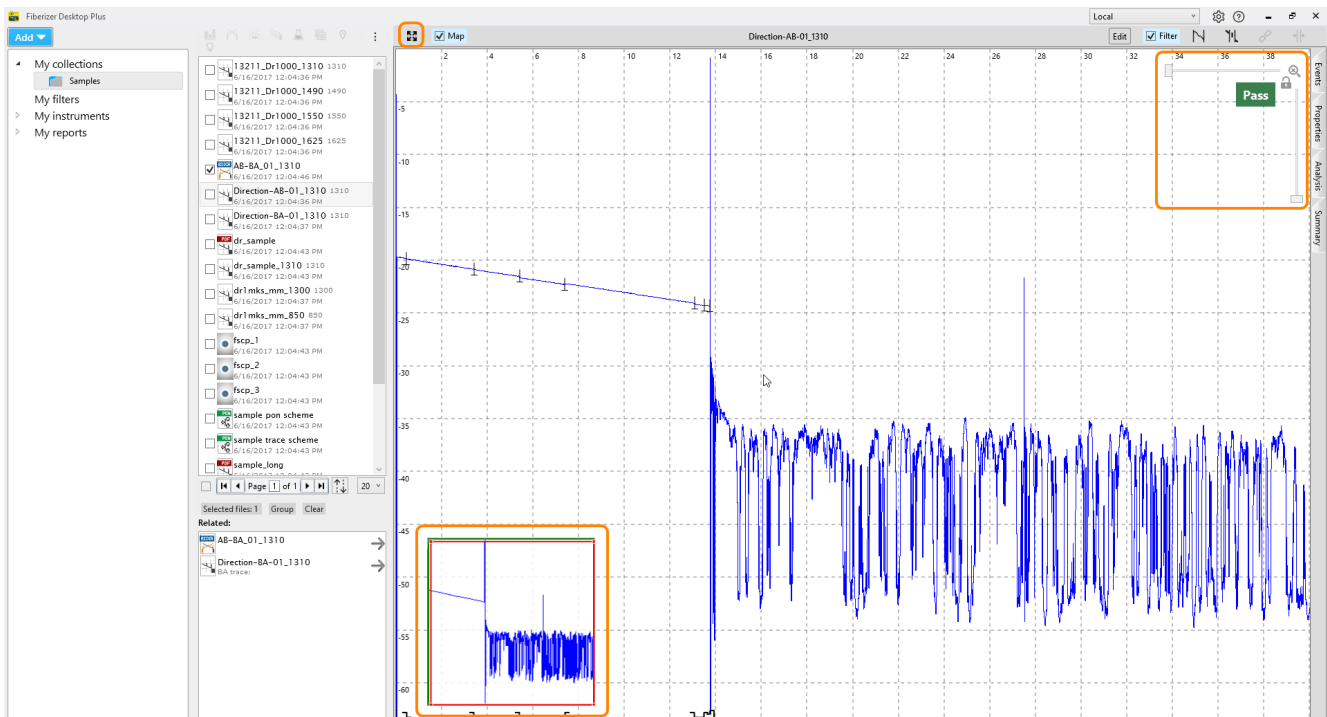 Fiberizer Desktop Plus
Local
Add
Map
Direction-AB-01_1310
Edit
Filter
My collections
Samples
My filters
My instruments
My reports
13211_Dr1000_1310 1310
6/16/2017 12:04:36 PM
13211_Dr1000_1490 1490
6/16/2017 12:04:36 PM
13211_Dr1000_1550 1550
6/16/2017 12:04:36 PM
13211_Dr1000_1625 1625
6/16/2017 12:04:36 PM
AB-BA_01_1310
6/16/2017 12:04:46 PM
Direction-AB-01_1310 1310
6/16/2017 12:04:36 PM
Direction-BA-01_1310 1310
6/16/2017 12:04:37 PM
dr_sample
6/16/2017 12:04:43 PM
dr_sample_1310 1310
6/16/2017 12:04:43 PM
dr1mks_mm_1300 1300
6/16/2017 12:04:37 PM
dr1mks_mm_850 850
6/16/2017 12:04:37 PM
fscp_1
6/16/2017 12:04:43 PM
fscp_2
6/16/2017 12:04:43 PM
fscp_3
6/16/2017 12:04:43 PM
sample pon scheme
6/16/2017 12:04:43 PM
sample trace scheme
6/16/2017 12:04:43 PM
sample_long
Page 1 of 1
20
Selected files: 1 Group Clear
Related:
AB-BA_01_1310
Direction-BA-01_1310
BA trace:
2 4 6 8 10 12 14 16 18 20 22 24 26 28 30 32 34 36 38
-5
-10
-15
-20
-25
-30
-35
-40
-45
-50
-55
-60
Pass
Events
Properties
Analysis
Summary